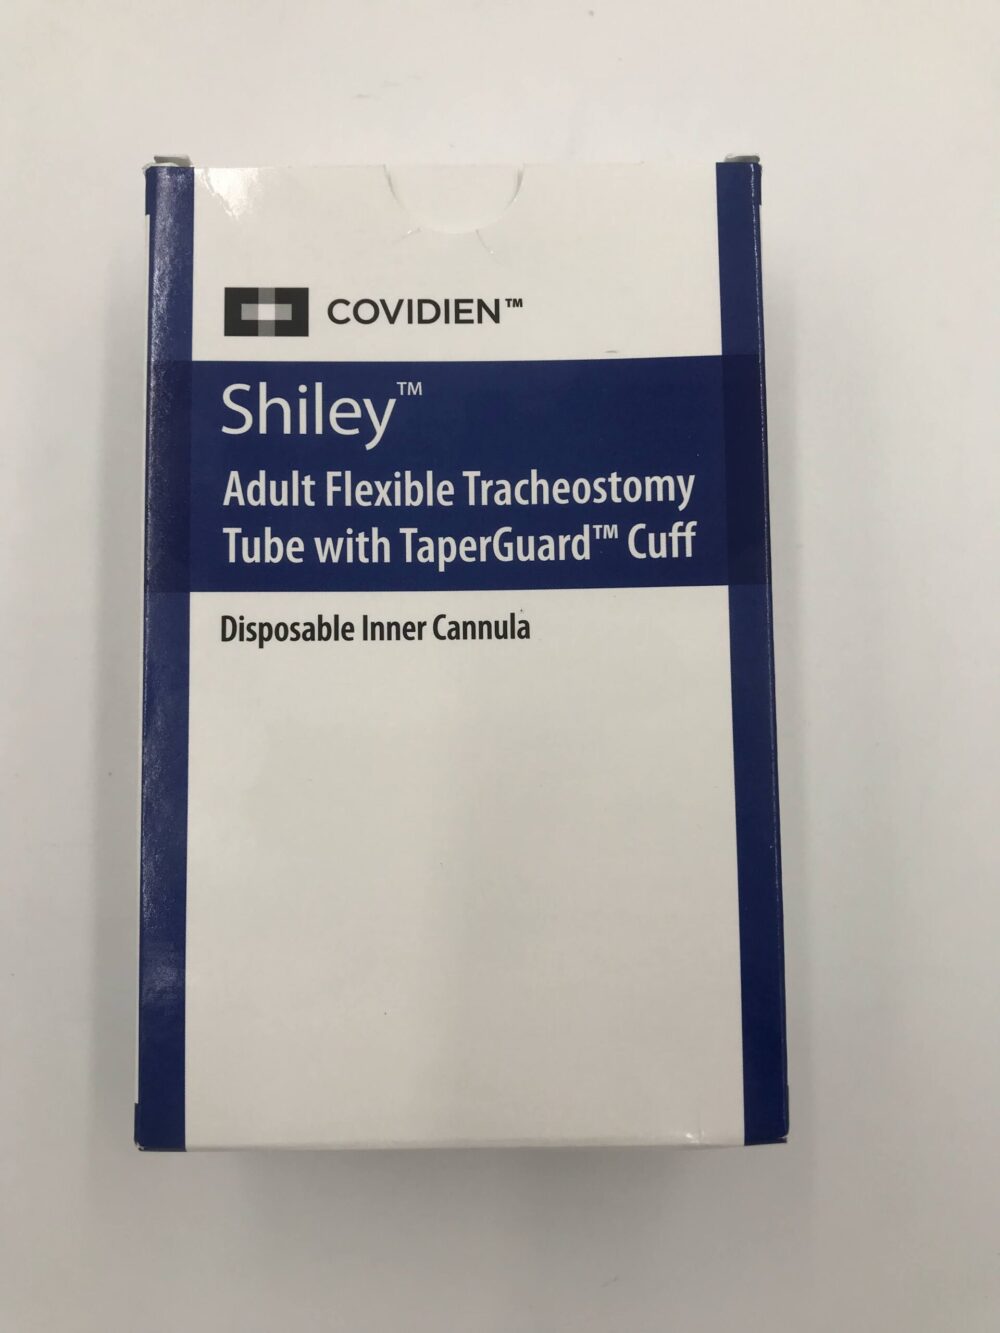 COVIDIEN™
Shiley™
Adult Flexible Tracheostomy
Tube with TaperGuard™ Cuff
Disposable Inner Cannula